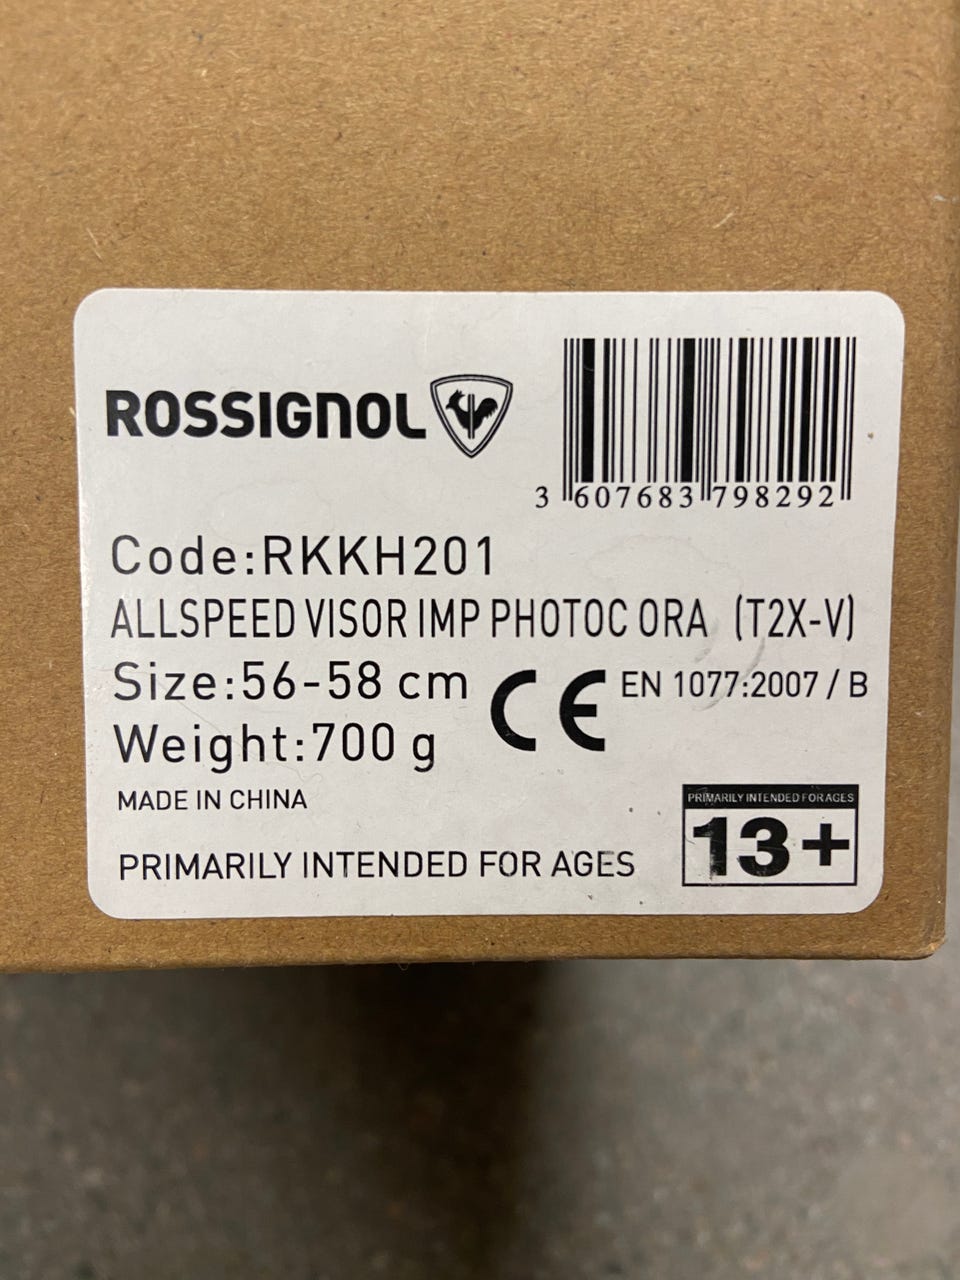 ROSSIGNOL
3 607683 798292
Code:RKKH201
ALLSPEED VISOR IMP PHOTOC ORA (T2X-V)
Size:56-58 cm
CE EN 1077:2007 / B
Weight:700 g
MADE IN CHINA
PRIMARILY INTENDED FOR AGES
PRIMARILY INTENDED FOR AGES
13+